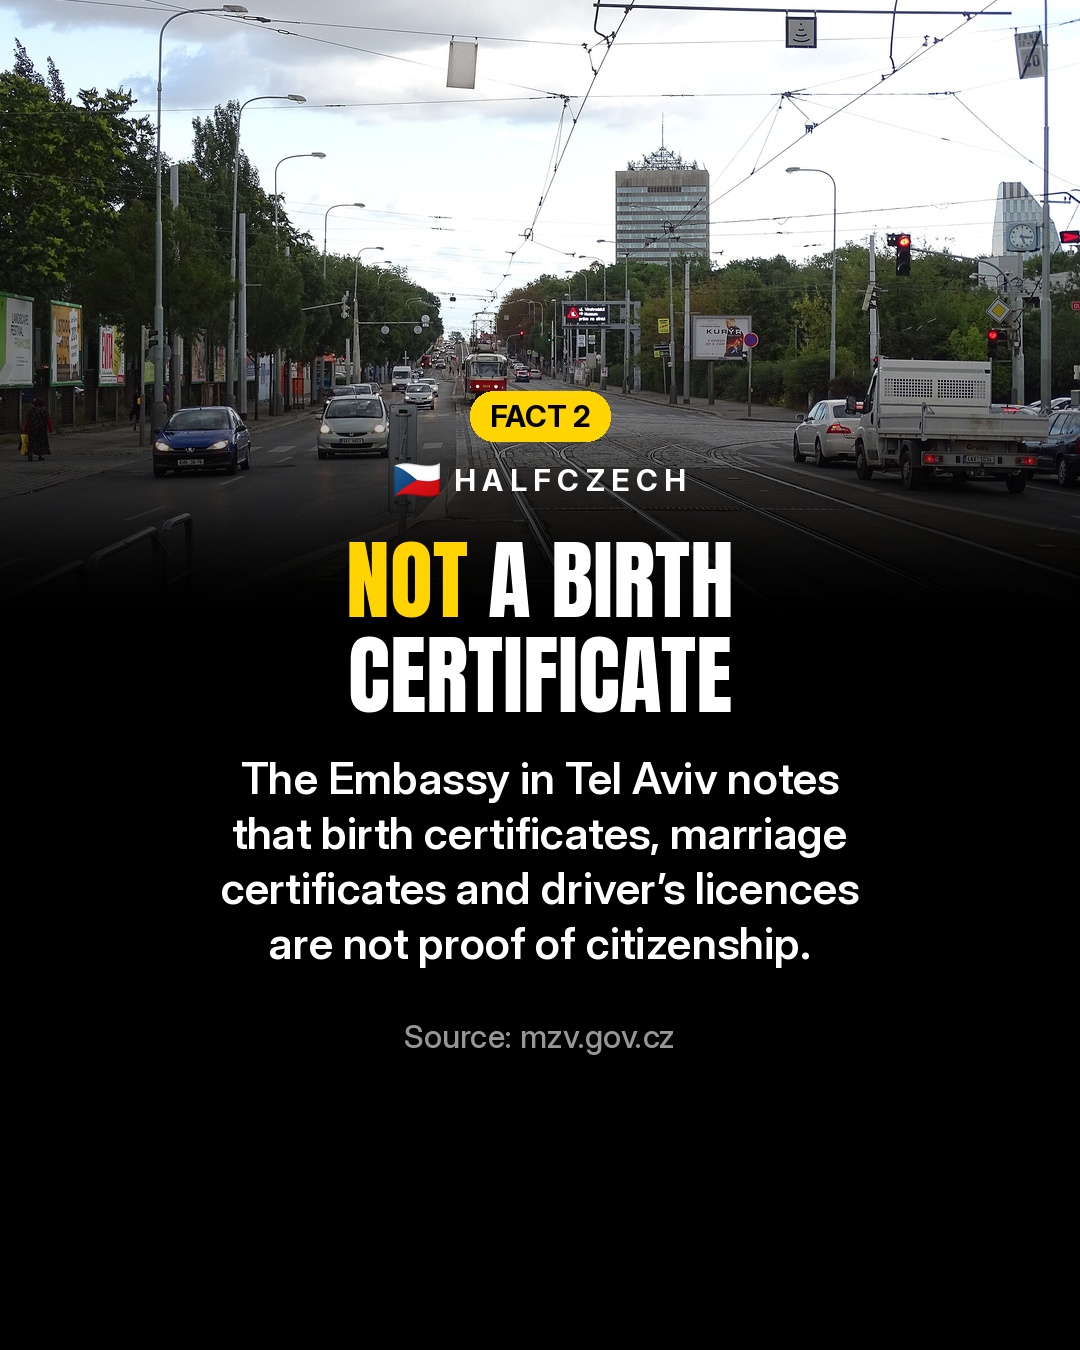 KURÝR
FACT 2
HALFCZECH
NOT A BIRTH
CERTIFICATE
The Embassy in Tel Aviv notes
that birth certificates, marriage
certificates and driver’s licences
are not proof of citizenship.
Source: mzv.gov.cz